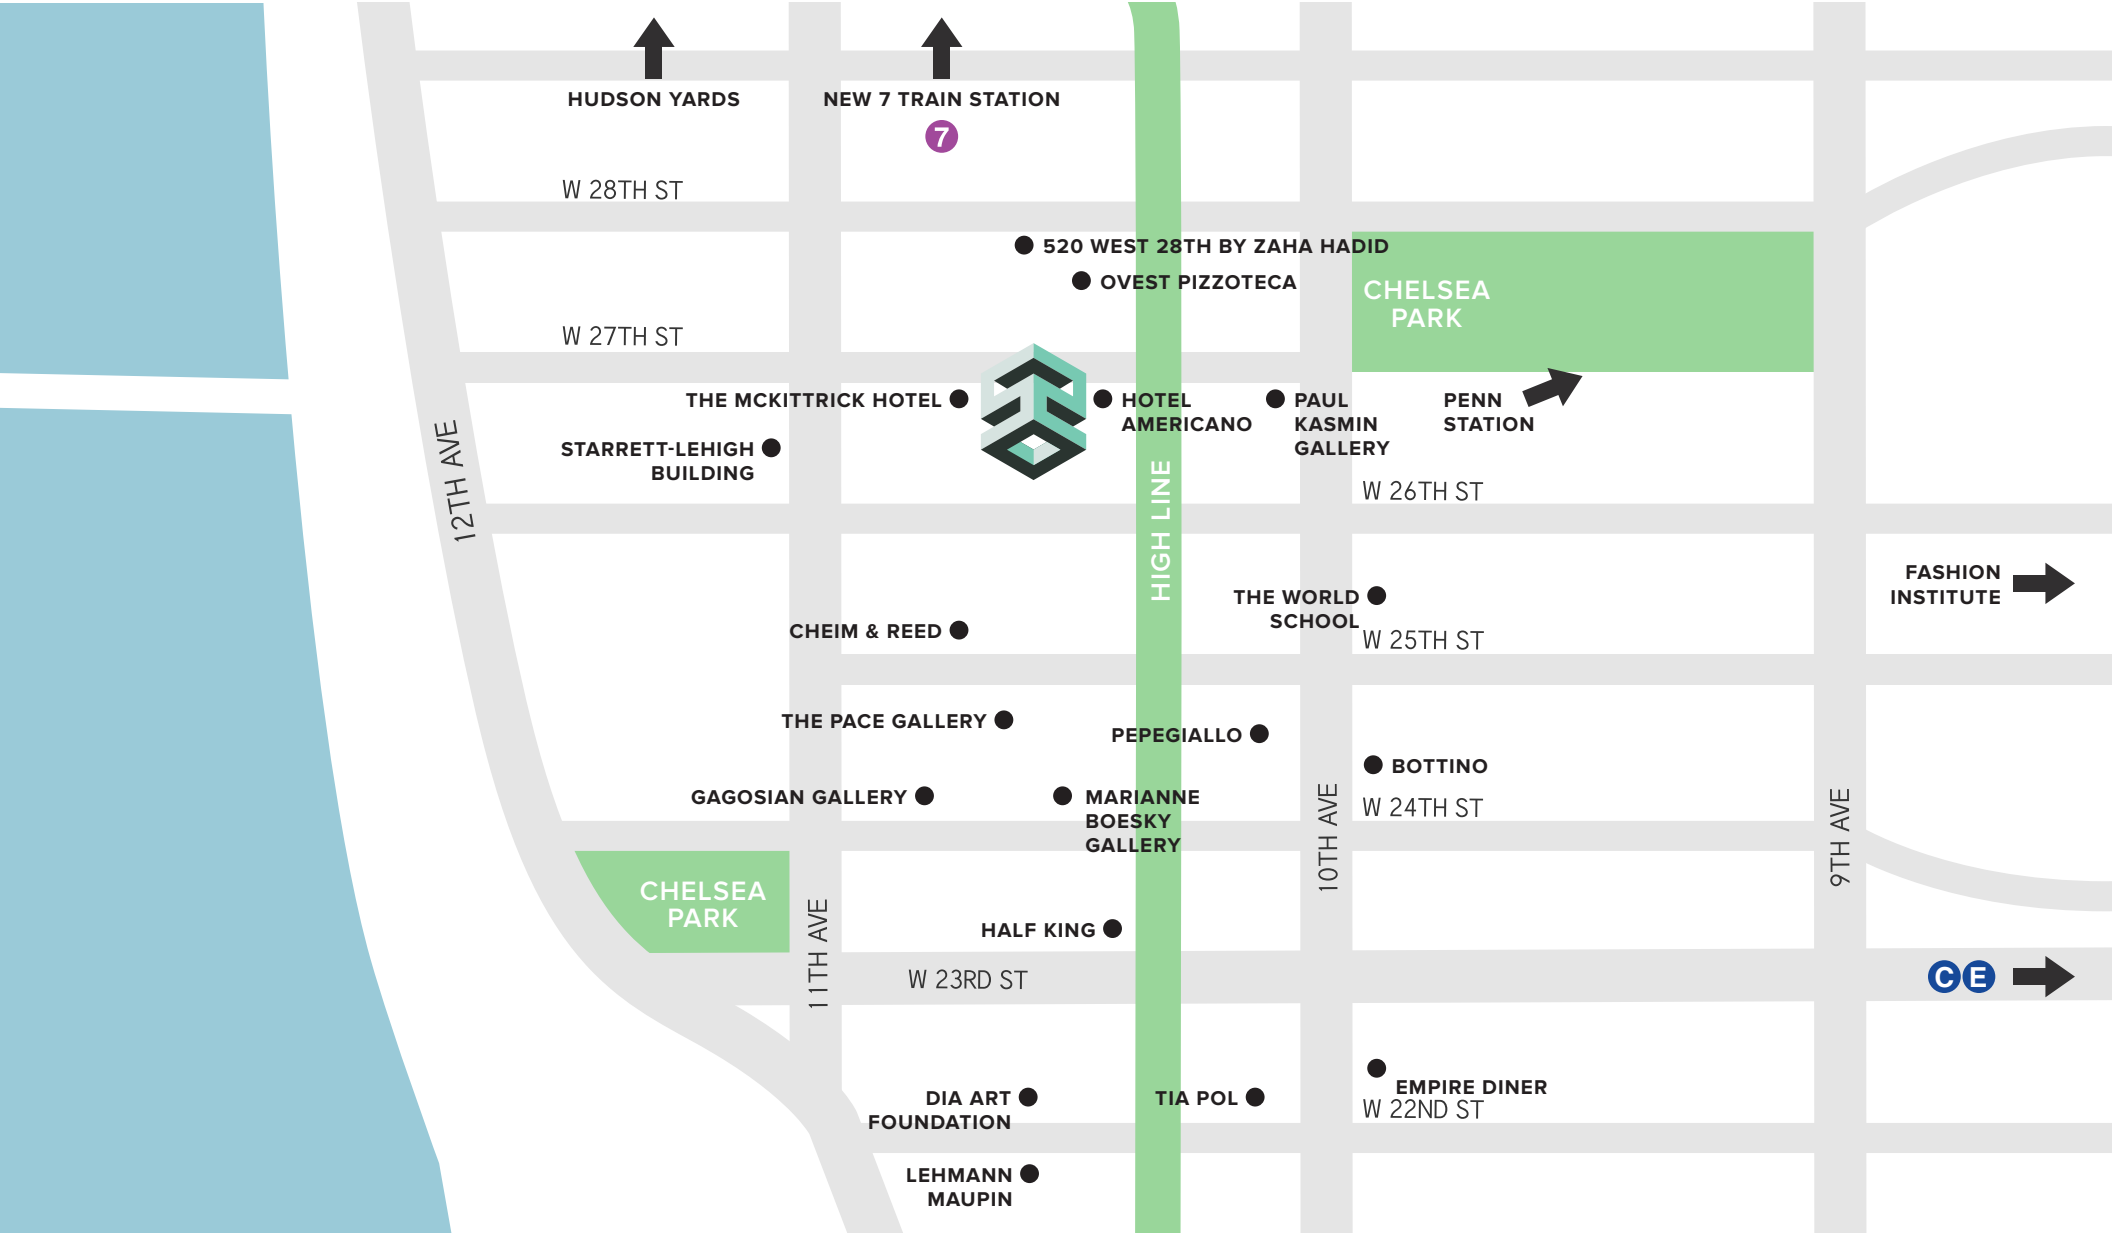 HUDSON YARDS
NEW 7 TRAIN STATION
7
W 28TH ST
520 WEST 28TH BY ZAHA HADID
OVEST PIZZOTECA
CHELSEA
PARK
W 27TH ST
THE MCKITTRICK HOTEL
HOTEL
AMERICANO
PAUL
KASMIN
GALLERY
PENN
STATION
STARRETT-LEHIGH
BUILDING
12TH AVE
HIGH LINE
W 26TH ST
FASHION
INSTITUTE
THE WORLD
SCHOOL
CHEIM & REED
W 25TH ST
THE PACE GALLERY
PEPEGIALLO
BOTTINO
GAGOSIAN GALLERY
MARIANNE
BOESKY
GALLERY
W 24TH ST
10TH AVE
9TH AVE
CHELSEA
PARK
11TH AVE
HALF KING
W 23RD ST
C E
DIA ART
FOUNDATION
TIA POL
EMPIRE DINER
W 22ND ST
LEHMANN
MAUPIN